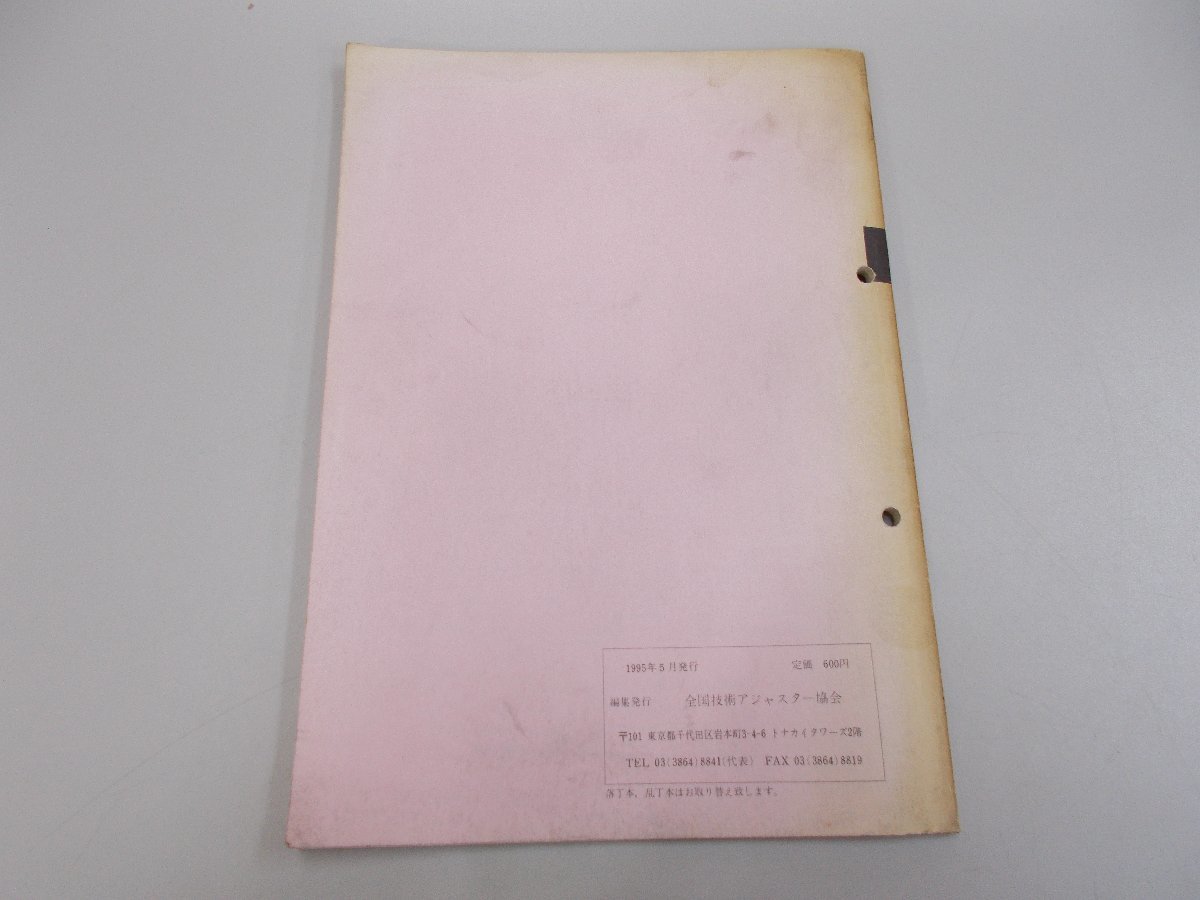 1995年5月発行 定価 600円
編集発行 全国技術アジャスター協会
〒101 東京都千代田区岩本町3-4-6 トナカイタワーズ2階
TEL 03(3864)8841(代表) FAX 03(3864)8819
落丁本、乱丁本はお取り替え致します。